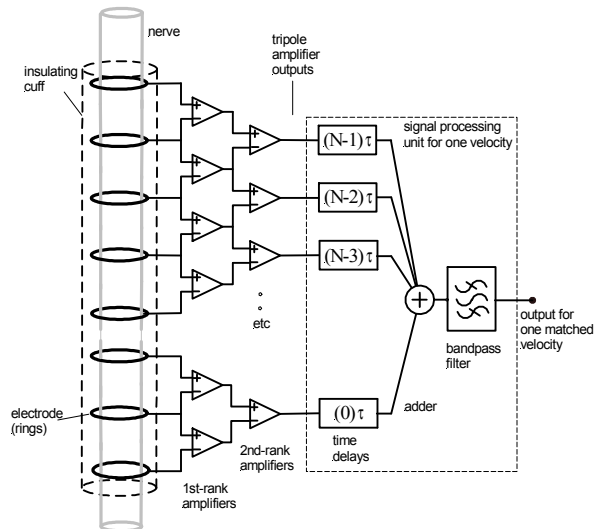 nerve
insulating
cuff
tripole
amplifier
outputs
signal processing
unit for one velocity
(N-1)τ
(N-2)τ
(N-3)τ
etc
output for
one matched
velocity
bandpass
filter
adder
(0)τ
time
delays
electrode
(rings)
2nd-rank
amplifiers
1st-rank
amplifiers
+
−
+
−
+
−
+
−
+
−
+
−
+
−
+
−
+
−
+
−
+